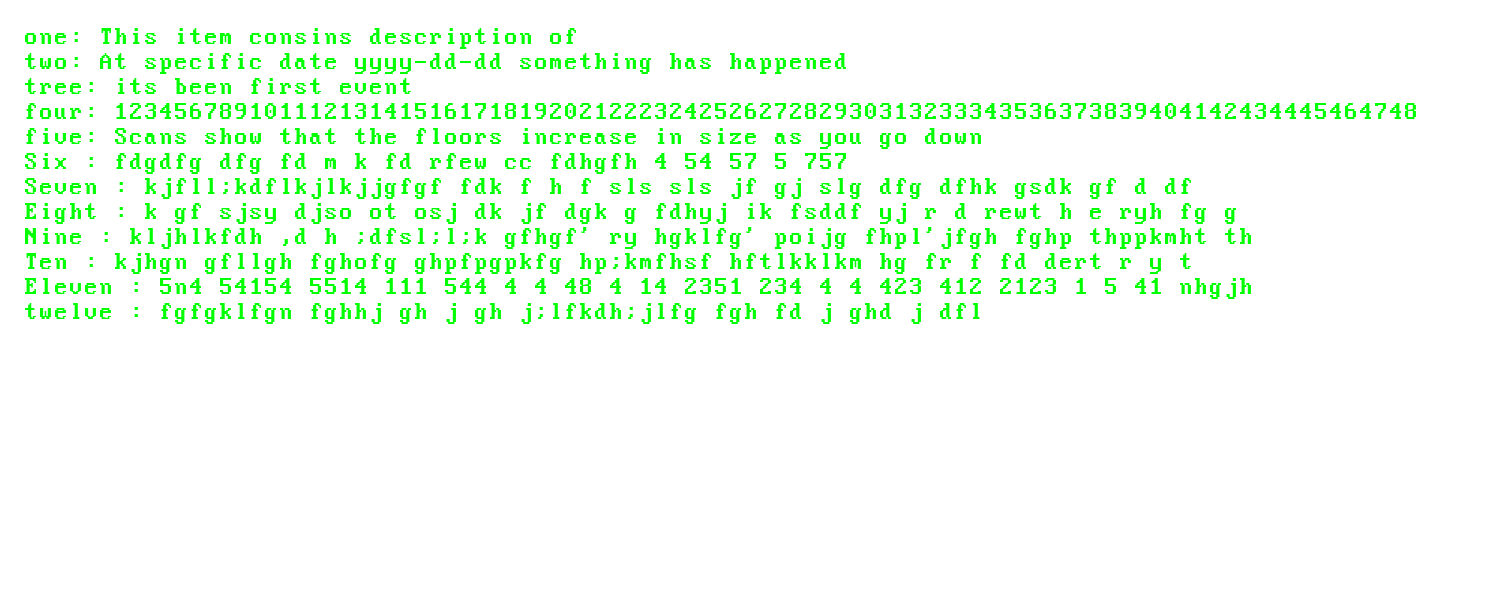 one: This item consins description of
two: At specific date yyyy-dd-dd something has happened
tree: its been first event
four: 123456789101112131415161718192021222324252627282930313233343536373839404142434445464748
five: Scans show that the floors increase in size as you go down
Six : fdgdfg dfg fd m k fd rfew cc fdhgfh 4 54 57 5 757
Seven : kjfll;kdflkjlkjjgfgf fdk f h f sls sls jf gj slg dfg dfhk gsdk gf d df
Eight : k gf sjsy djso ot osj dk jf dgk g fdhyj ik fsddf yj r d rewt h e ryh fg g
Nine : kljhlkfdh ,d h ;dfsl;l;k gfhgf' ry hgklfg' poijg fhpl'jfgh fghp thppkmht th
Ten : kjhgn gfllgh fghofg ghpfpgpkfg hp;kmfhsf hftlkklkm hg fr f fd dert r y t
Eleven : 5n4 54154 5514 111 544 4 4 48 4 14 2351 234 4 4 423 412 2123 1 5 41 nhgjh
twelve : fgfgklfgn fghhj gh j gh j;lfkdh;jlfg fgh fd j ghd j dfl